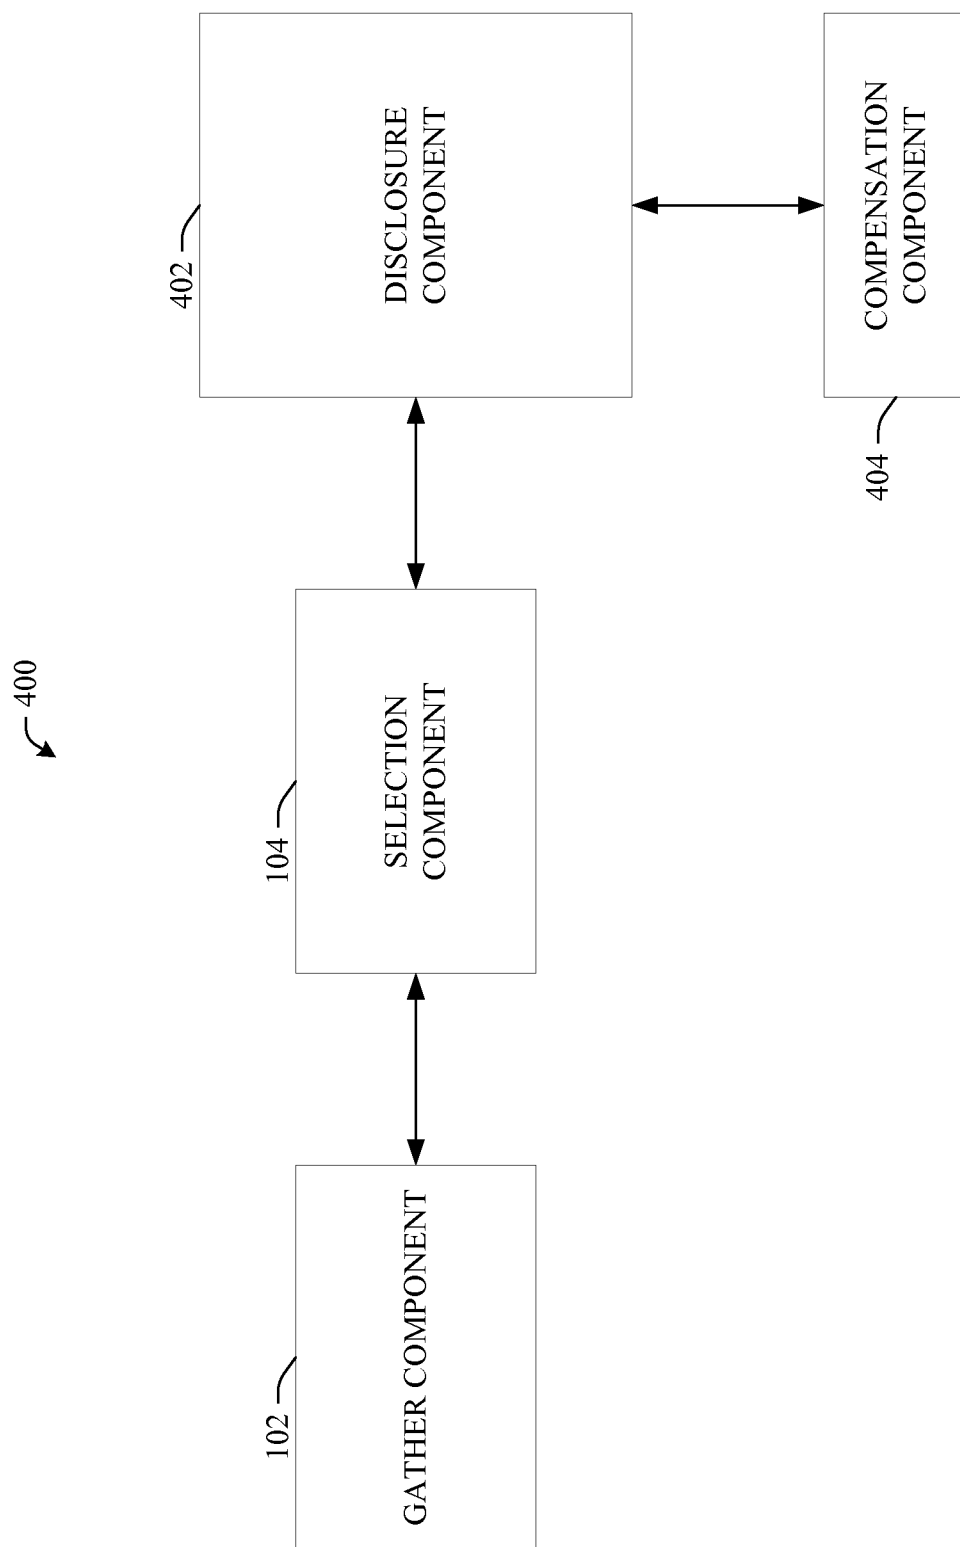 400
102
GATHER COMPONENT
104
SELECTION
COMPONENT
402
DISCLOSURE
COMPONENT
404
COMPENSATION
COMPONENT